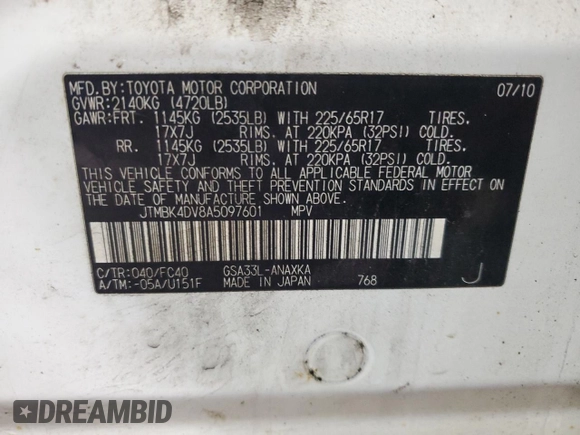 MFD.BY:TOYOTA MOTOR CORPORATION 07/10
GVWR:2140KG (4720LB)
GAWR:FRT. 1145KG (2535LB) WITH 225/65R17 TIRES.
17X7J RIMS. AT 220KPA (32PSI) COLD.
RR. 1145KG (2535LB) WITH 225/65R17 TIRES.
17X7J RIMS. AT 220KPA (32PSI) COLD.
THIS VEHICLE CONFORMS TO ALL APPLICABLE FEDERAL MOTOR
VEHICLE SAFETY AND THEFT PREVENTION STANDARDS IN EFFECT ON
THE DATE OF MANUFACTURE SHOWN ABOVE.
JTMBK4DV8A5097601 MPV
C/TR:040/FC40 GSA33L-ANAXKA
A/TM:-05A/U151F MADE IN JAPAN 768 J
DREAMBID